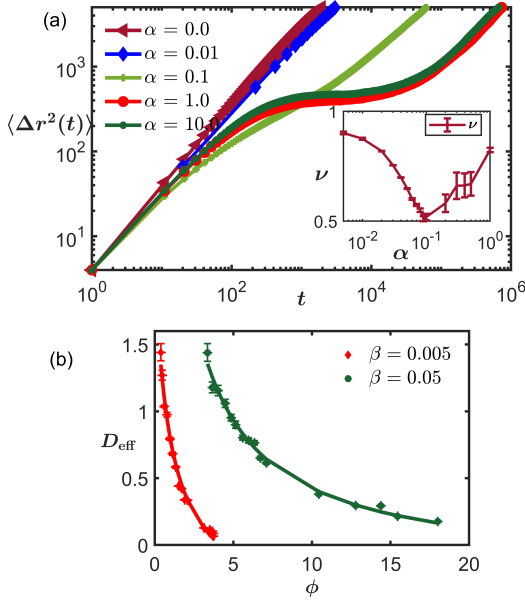 (a)
α = 0.0
α = 0.01
α = 0.1
α = 1.0
α = 10.0
⟨Δr²(t)⟩
10³
10²
10¹
10⁰ 10² 10⁴ 10⁶
t
1
ν
0.5
ν
10⁻² 10⁻¹ 10⁰
α
(b)
β = 0.005
β = 0.05
1.5
1
D_eff
0.5
0
0 5 10 15 20
ϕ